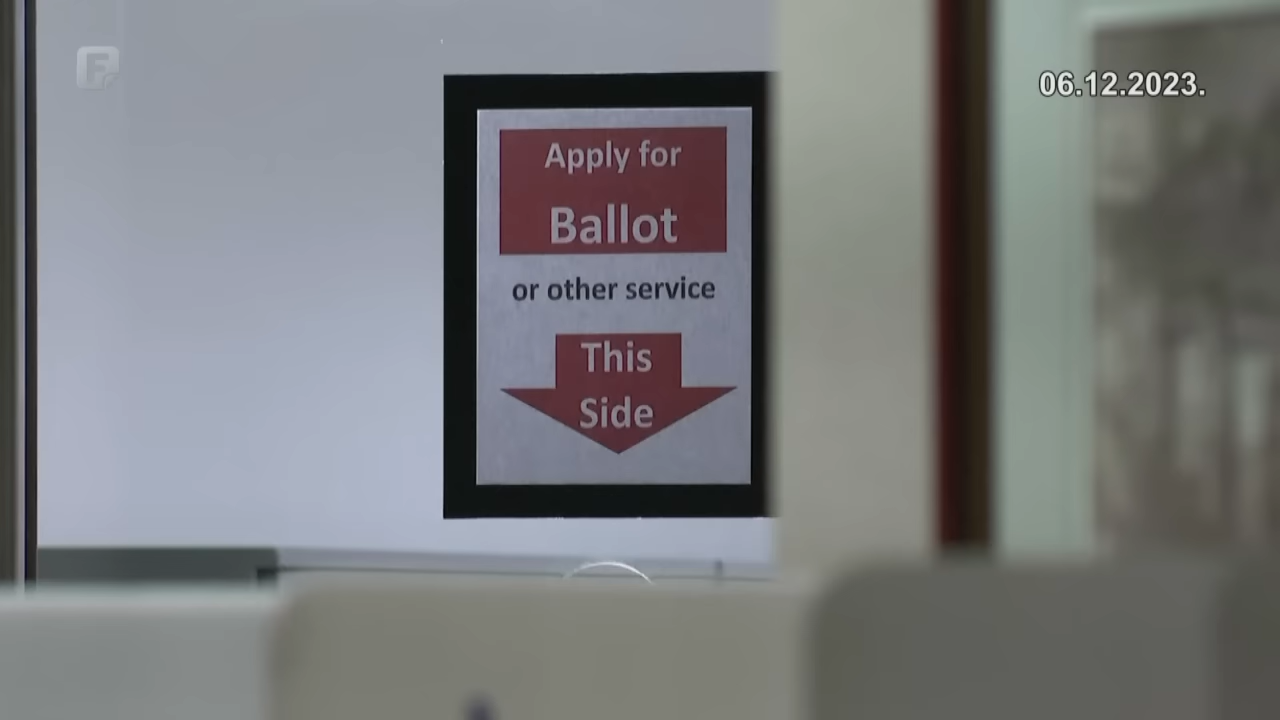 F
06.12.2023.
Apply for
Ballot
or other service
This
Side